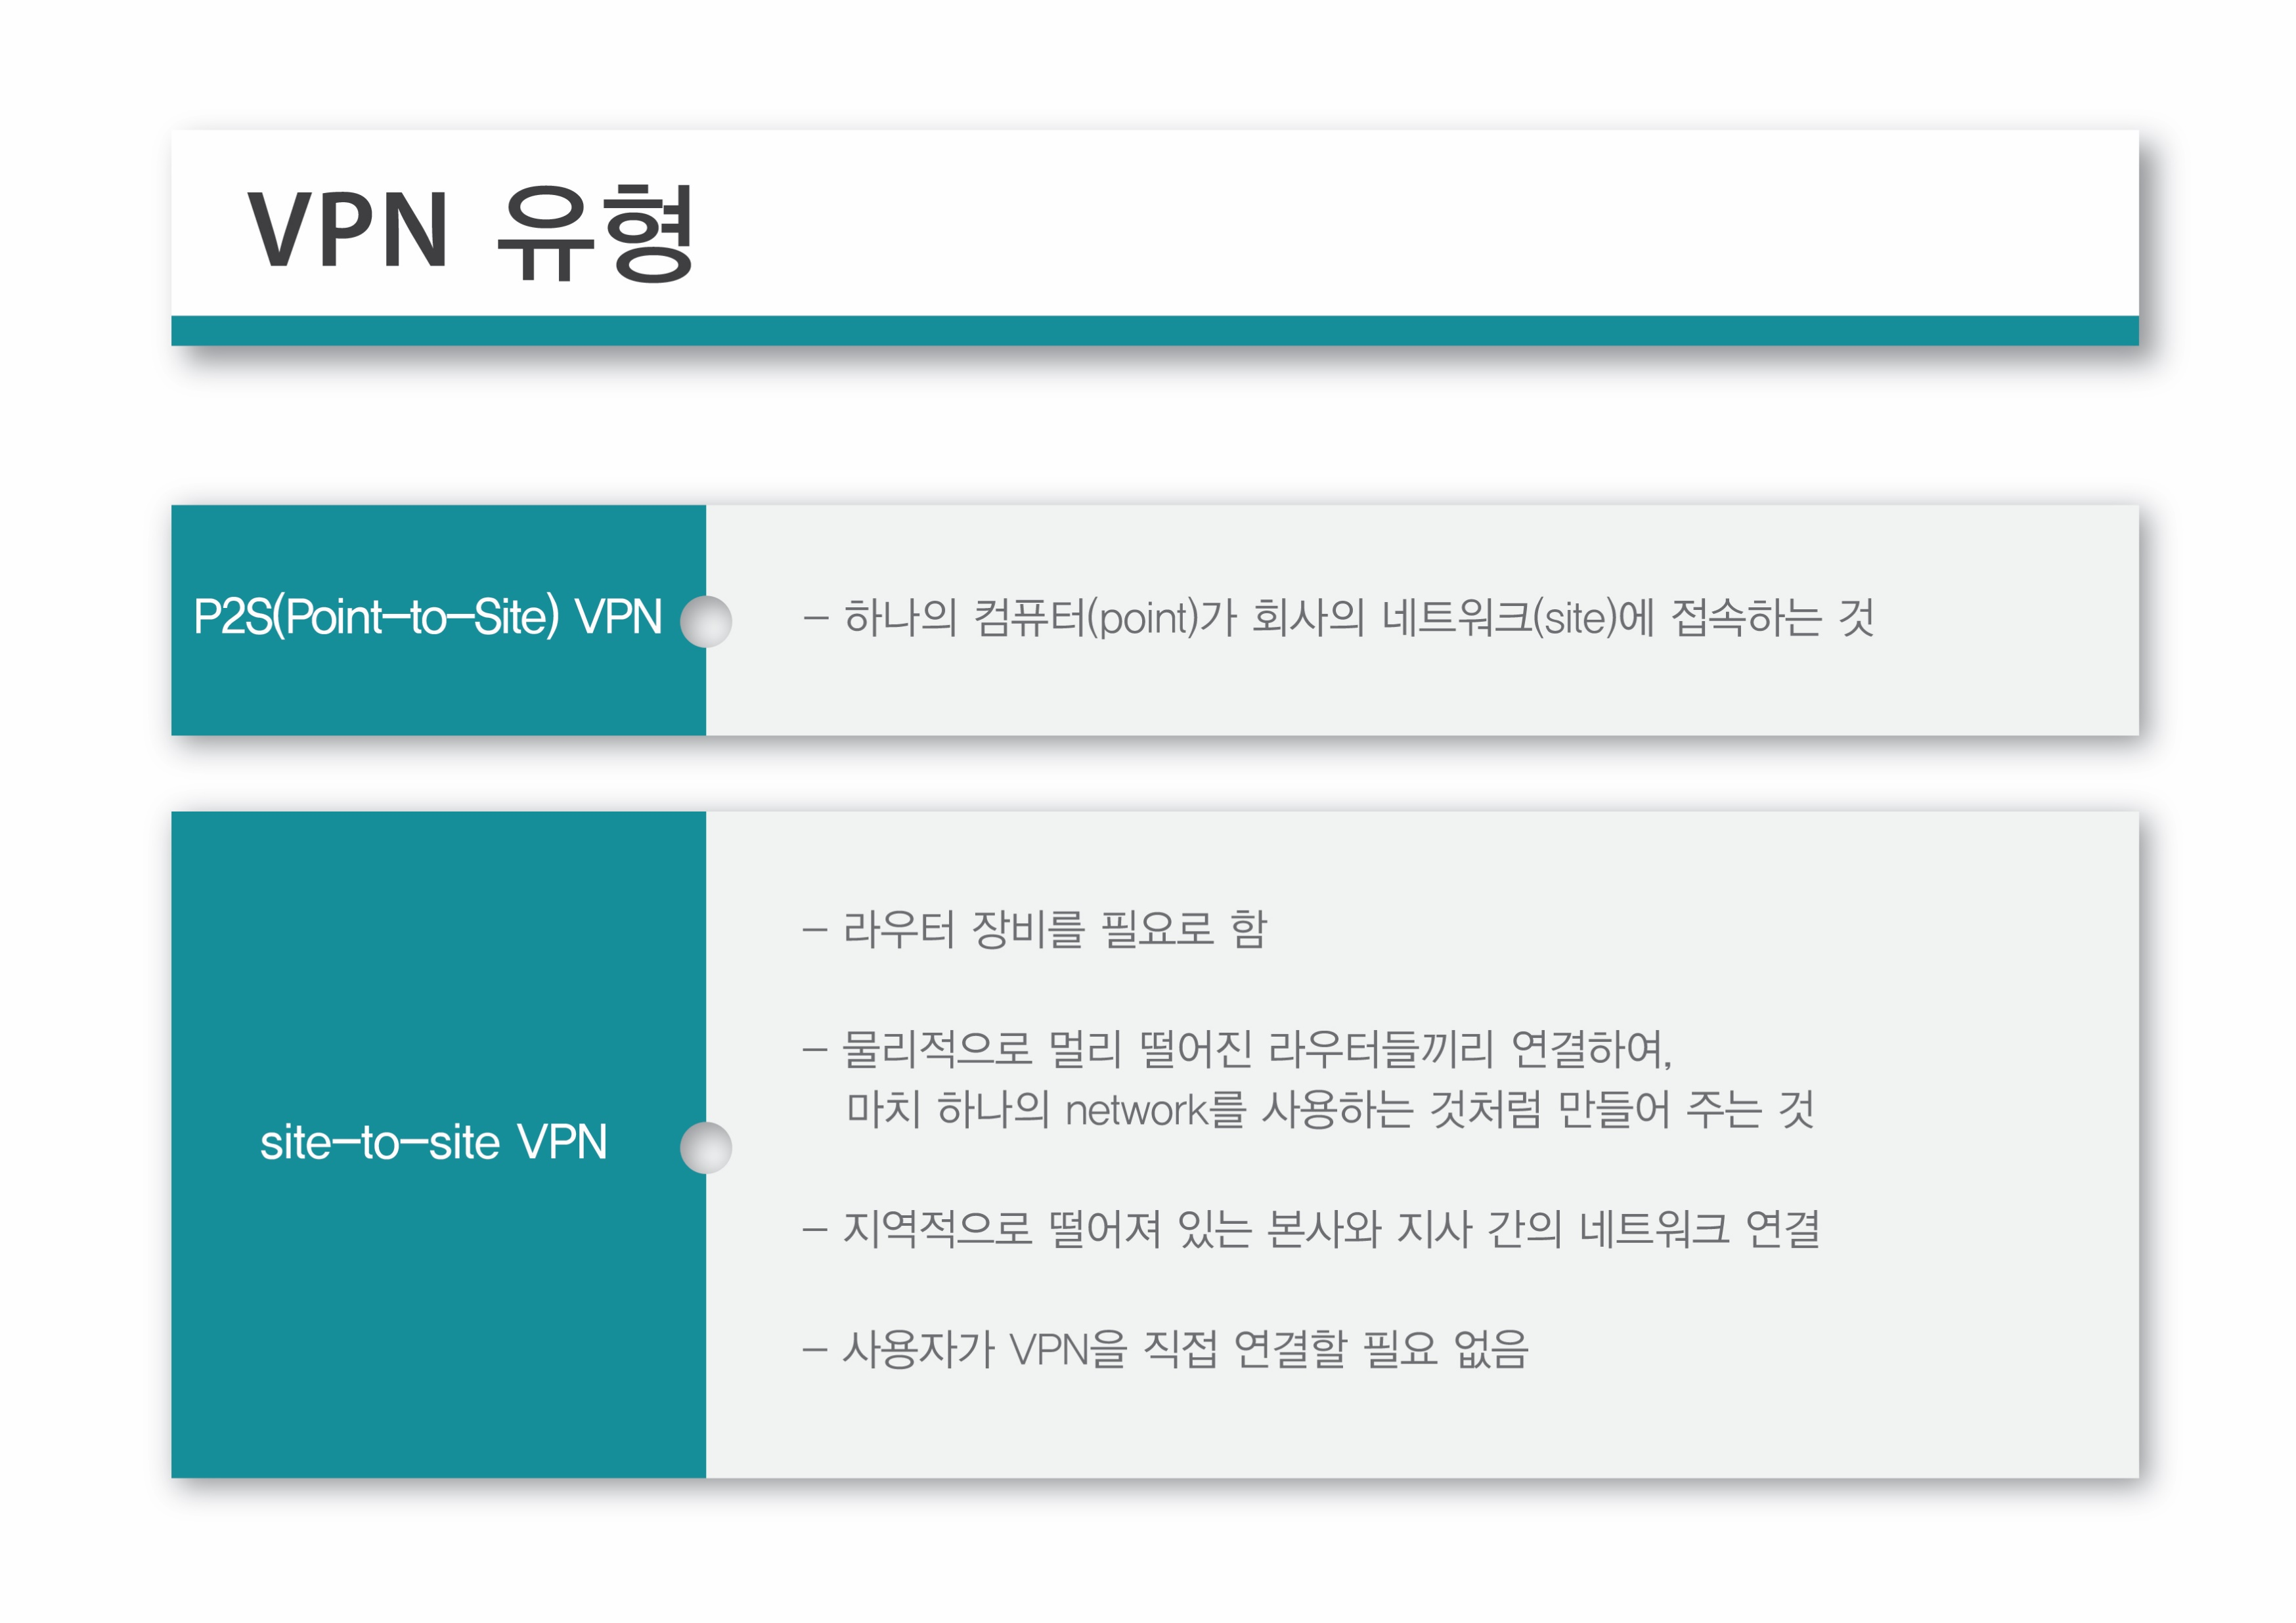 VPN 유형
P2S(Point-to-Site) VPN
- 하나의 컴퓨터(point)가 회사의 네트워크(site)에 접속하는 것
site-to-site VPN
- 라우터 장비를 필요로 함
- 물리적으로 멀리 떨어진 라우터들끼리 연결하여,
마치 하나의 network를 사용하는 것처럼 만들어 주는 것
- 지역적으로 떨어져 있는 본사와 지사 간의 네트워크 연결
- 사용자가 VPN을 직접 연결할 필요 없음